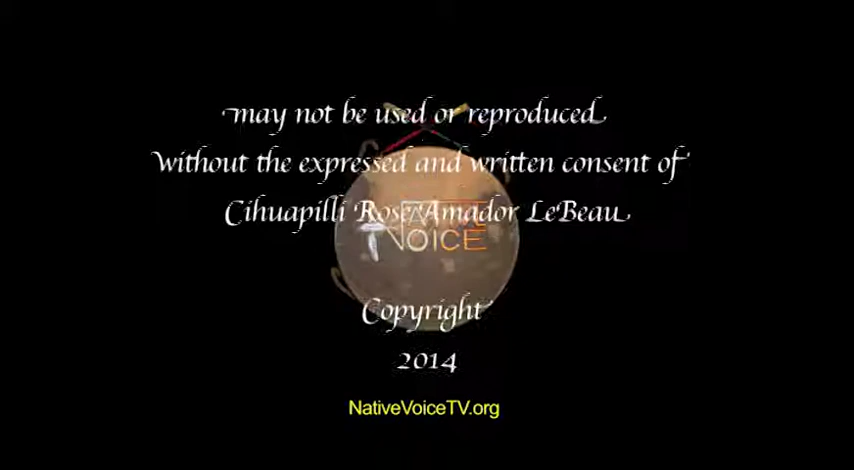 may not be used or reproduced
without the expressed and written consent of
Cihuapilli Rose Amador LeBeau
VOICE
Copyright
2014
NativeVoiceTV.org